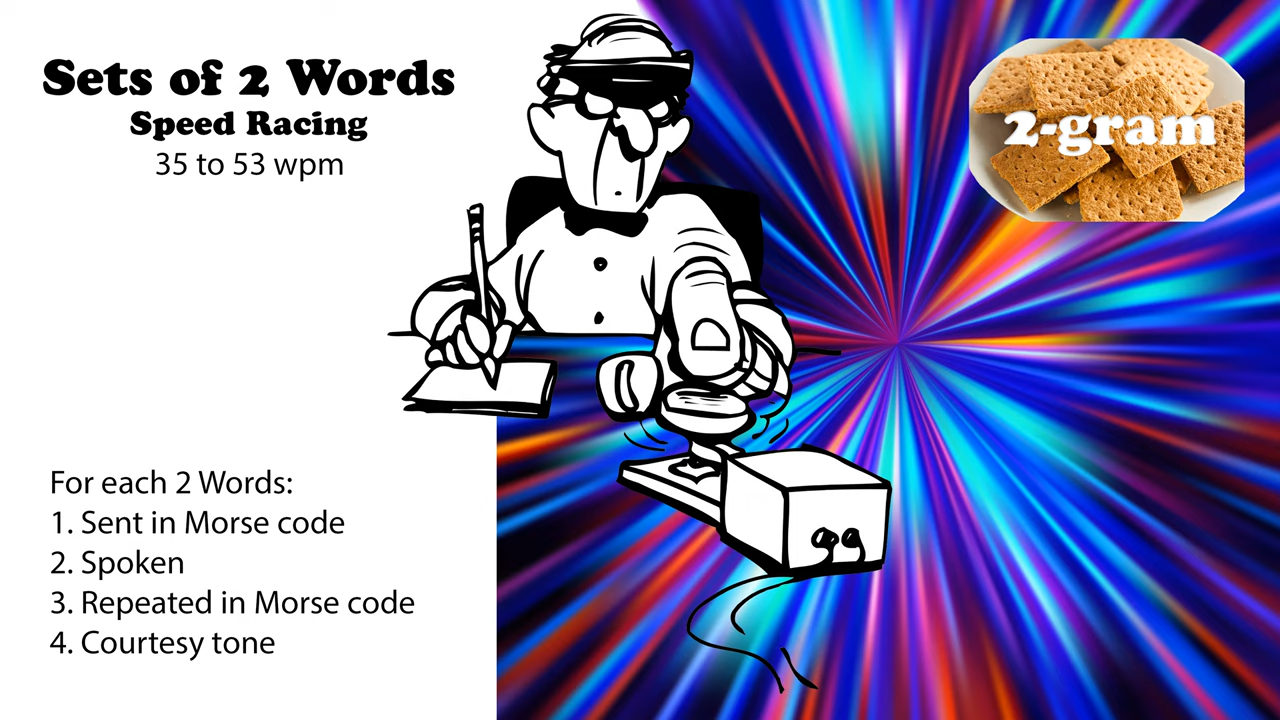 Sets of 2 Words
Speed Racing
35 to 53 wpm
2-gram
For each 2 Words:
1. Sent in Morse code
2. Spoken
3. Repeated in Morse code
4. Courtesy tone